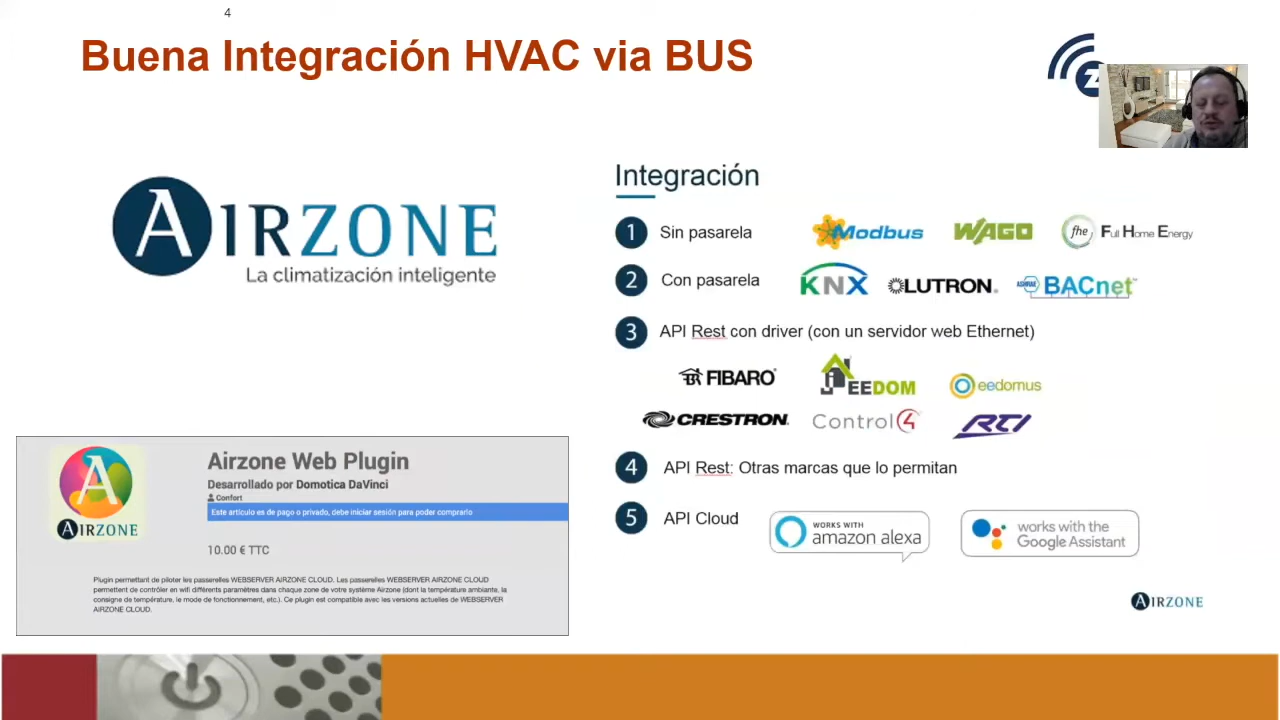 4
Buena Integración HVAC via BUS
Z
AIRZONE
La climatización inteligente
Integración
1 Sin pasarela Modbus WAGO fhe Full Home Energy
2 Con pasarela KNX LUTRON ASHRAE BACnet™
3 API Rest con driver (con un servidor web Ethernet)
FIBARO JEEDOM eedomus
CRESTRON Control4 RTI
4 API Rest: Otras marcas que lo permitan
5 API Cloud
WORKS WITH
amazon alexa
works with the
Google Assistant
AIRZONE
A
AIRZONE
Airzone Web Plugin
Desarrollado por Domotica DaVinci
Confort
Este artículo es de pago o privado, debe iniciar sesión para poder comprarlo
10.00 € TTC
Plugin permettant de piloter les passerelles WEBSERVER AIRZONE CLOUD. Les passerelles WEBSERVER AIRZONE CLOUD
permettent de contrôler en wifi différents paramètres dans chaque zone de votre système Airzone (dont la température ambiante, la
consigne de température, le mode de fonctionnement, etc.). Ce plugin est compatible avec les versions actuelles de WEBSERVER
AIRZONE CLOUD.